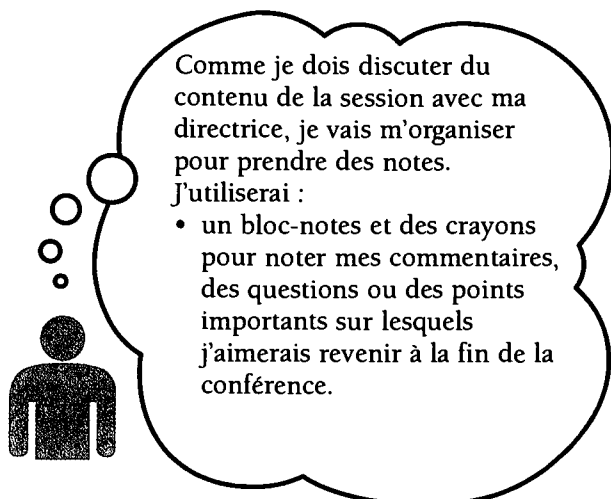 Comme je dois discuter du
contenu de la session avec ma
directrice, je vais m'organiser
pour prendre des notes.
J'utiliserai :
• un bloc-notes et des crayons
pour noter mes commentaires,
des questions ou des points
importants sur lesquels
j'aimerais revenir à la fin de la
conférence.